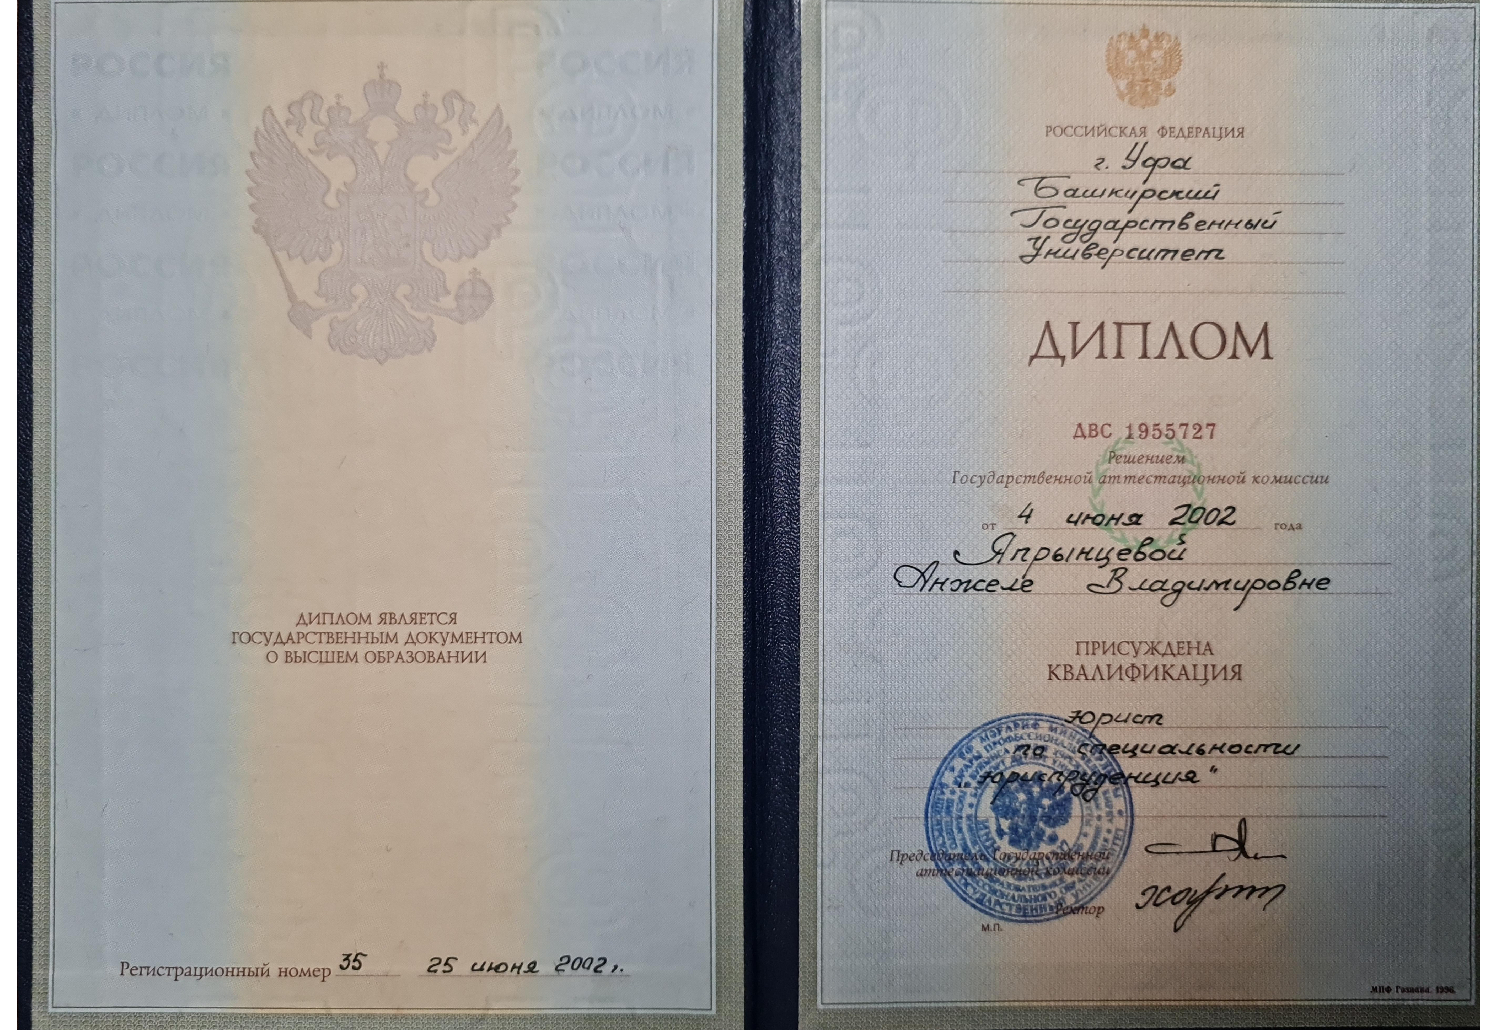 ДИПЛОМ ЯВЛЯЕТСЯ
ГОСУДАРСТВЕННЫМ ДОКУМЕНТОМ
О ВЫСШЕМ ОБРАЗОВАНИИ
Регистрационный номер 35 25 июня 2002 г.
РОССИЙСКАЯ ФЕДЕРАЦИЯ
г. Уфа
Башкирский
Государственный
Университет
ДИПЛОМ
ДВС 1955727
Решением
Государственной аттестационной комиссии
от 4 июня 2002 года
Япрынцевой
Анжеле Владимировне
ПРИСУЖДЕНА
КВАЛИФИКАЦИЯ
юрист
по специальности
"юриспруденция"
Председатель Государственной
аттестационной комиссии
Ректор
М.П.
МПФ Гознака. 1996.